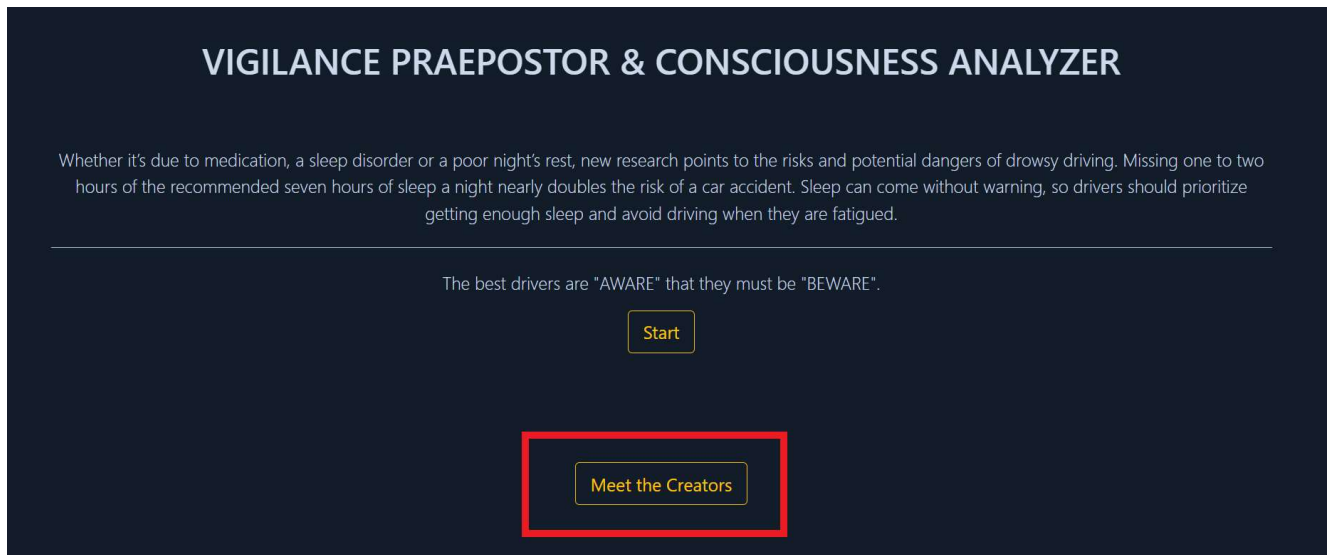 VIGILANCE PRAEPOSTOR & CONSCIOUSNESS ANALYZER
Whether it's due to medication, a sleep disorder or a poor night's rest, new research points to the risks and potential dangers of drowsy driving. Missing one to two
hours of the recommended seven hours of sleep a night nearly doubles the risk of a car accident. Sleep can come without warning, so drivers should prioritize
getting enough sleep and avoid driving when they are fatigued.
The best drivers are "AWARE" that they must be "BEWARE".
Start
Meet the Creators